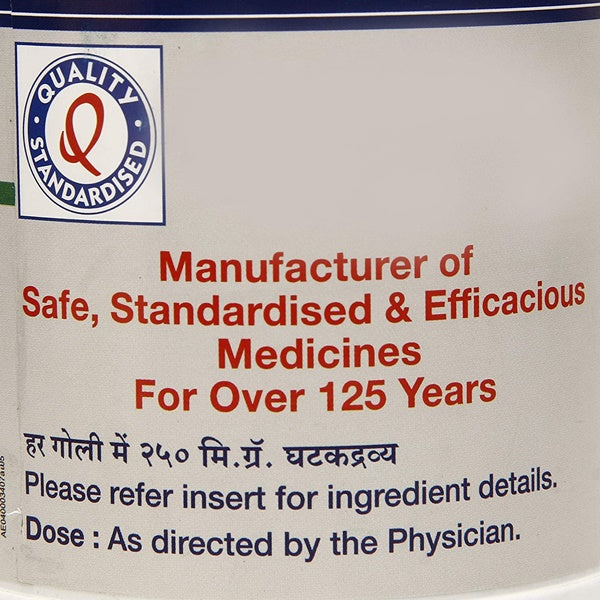 QUALITY
STANDARDISED
Manufacturer of
Safe, Standardised & Efficacious
Medicines
For Over 125 Years
हर गोली में २५० मि.ग्रॅ. घटकद्रव्य
Please refer insert for ingredient details.
Dose : As directed by the Physician.